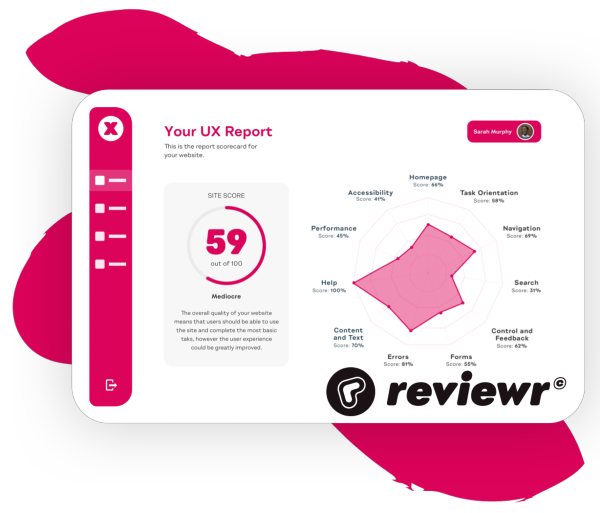 Your UX Report
This is the report scorecard for
your website.
Sarah Murphy
SITE SCORE
59
out of 100
Mediocre
The overall quality of your website
means that users should be able to use
the site and complete the most basic
taks, however the user experience
could be greatly improved.
Homepage
Score: 66%
Accessibility
Score: 41%
Task Orientation
Score: 58%
Performance
Score: 45%
Navigation
Score: 69%
Help
Score: 100%
Search
Score: 31%
Content
and Text
Score: 70%
Control and
Feedback
Score: 62%
Errors
Score: 81%
Forms
Score: 55%
reviewr©